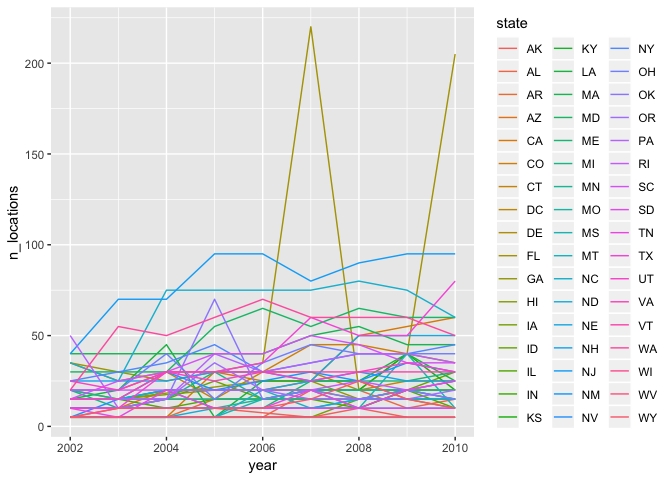 state
AK KY NY
AL LA OH
AR MA OK
AZ MD OR
CA ME PA
CO MI RI
CT MN SC
DC MO SD
DE MS TN
FL MT TX
GA NC UT
HI ND VA
IA NE VT
ID NH WA
IL NJ WI
IN NM WV
KS NV WY
n_locations
200
150
100
50
0
2002 2004 2006 2008 2010
year